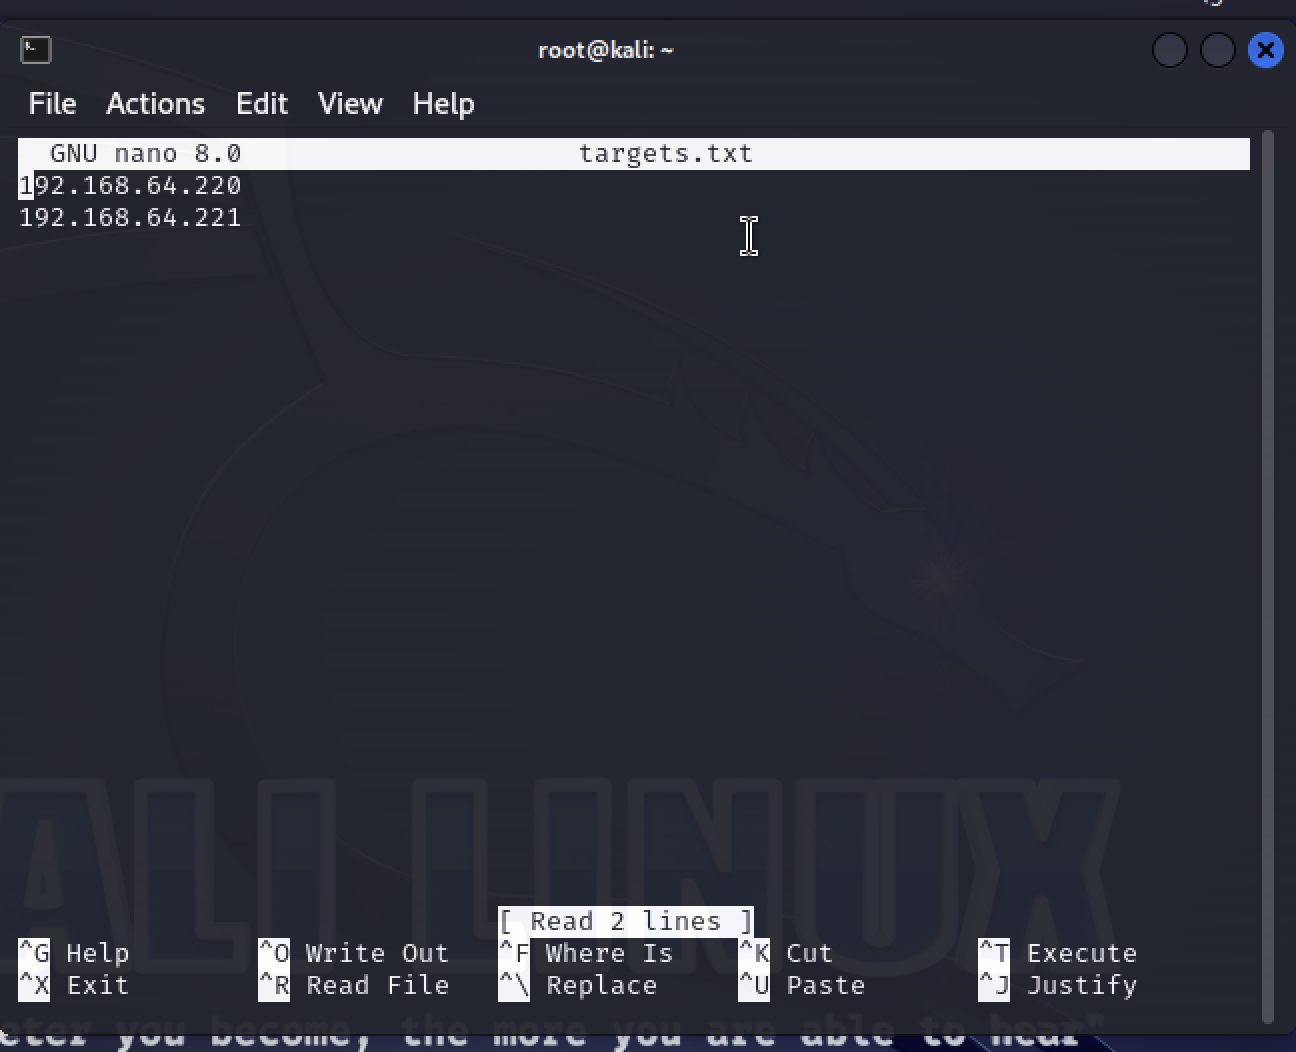 root@kali: ~
File Actions Edit View Help
GNU nano 8.0 targets.txt
192.168.64.220
192.168.64.221
[ Read 2 lines ]
^G Help ^O Write Out ^F Where Is ^K Cut ^T Execute
^X Exit ^R Read File ^\ Replace ^U Paste ^J Justify
ALI LINUX
you become, the more you are able to hear"